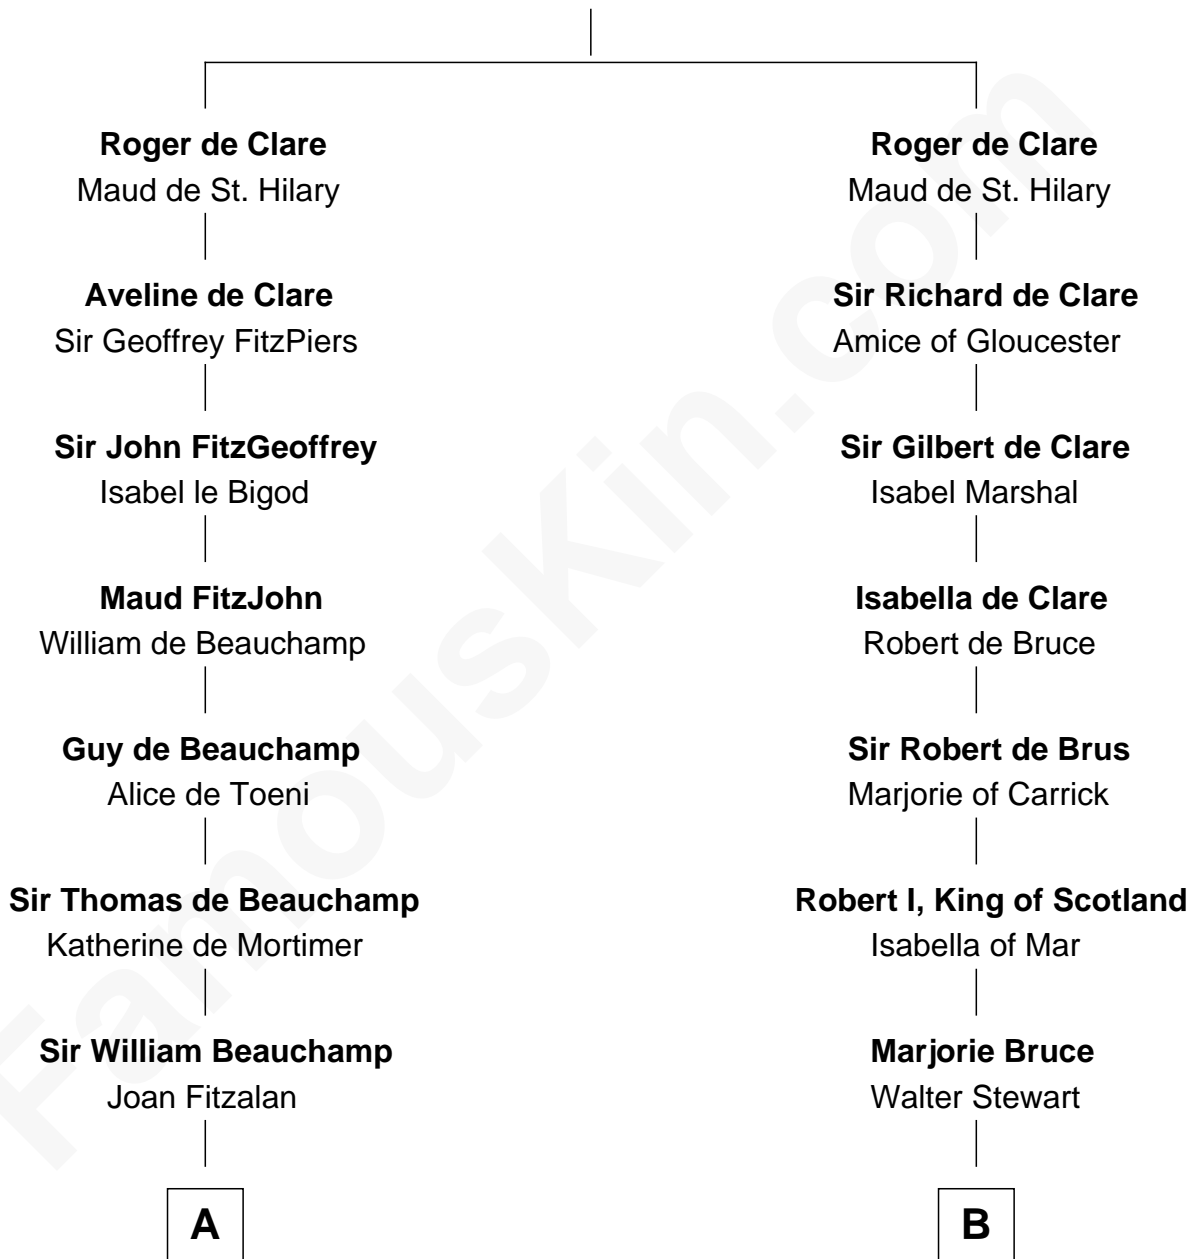 Roger de Clare
Maud de St. Hilary
Aveline de Clare
Sir Geoffrey FitzPiers
Sir John FitzGeoffrey
Isabel le Bigod
Maud FitzJohn
William de Beauchamp
Guy de Beauchamp
Alice de Toeni
Sir Thomas de Beauchamp
Katherine de Mortimer
Sir William Beauchamp
Joan Fitzalan
A
Roger de Clare
Maud de St. Hilary
Sir Richard de Clare
Amice of Gloucester
Sir Gilbert de Clare
Isabel Marshal
Isabella de Clare
Robert de Bruce
Sir Robert de Brus
Marjorie of Carrick
Robert I, King of Scotland
Isabella of Mar
Marjorie Bruce
Walter Stewart
B
FamousKin.com